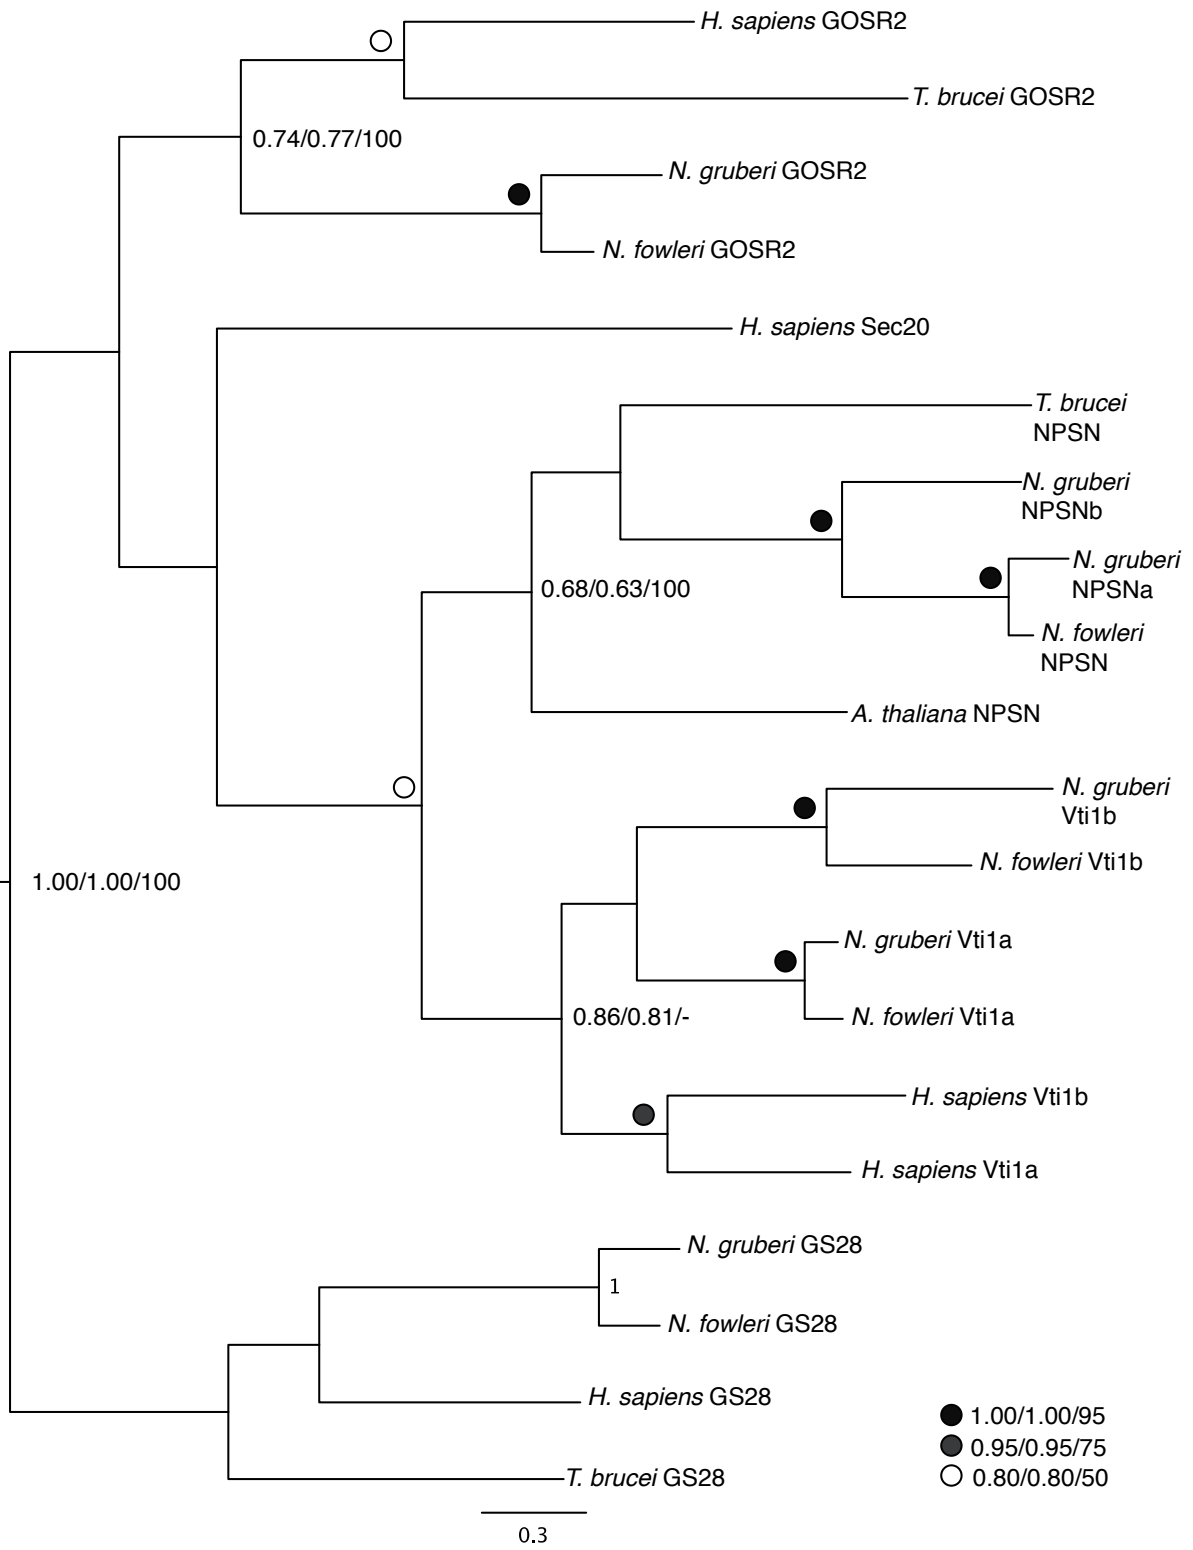 H. sapiens GOSR2
T. brucei GOSR2
0.74/0.77/100
N. gruberi GOSR2
N. fowleri GOSR2
H. sapiens Sec20
T. brucei
NPSN
N. gruberi
NPSNb
N. gruberi
NPSNa
0.68/0.63/100
N. fowleri
NPSN
A. thaliana NPSN
N. gruberi
Vti1b
N. fowleri Vti1b
1.00/1.00/100
N. gruberi Vti1a
0.86/0.81/-
N. fowleri Vti1a
H. sapiens Vti1b
H. sapiens Vti1a
N. gruberi GS28
1
N. fowleri GS28
H. sapiens GS28
T. brucei GS28
1.00/1.00/95
0.95/0.95/75
0.80/0.80/50
0.3